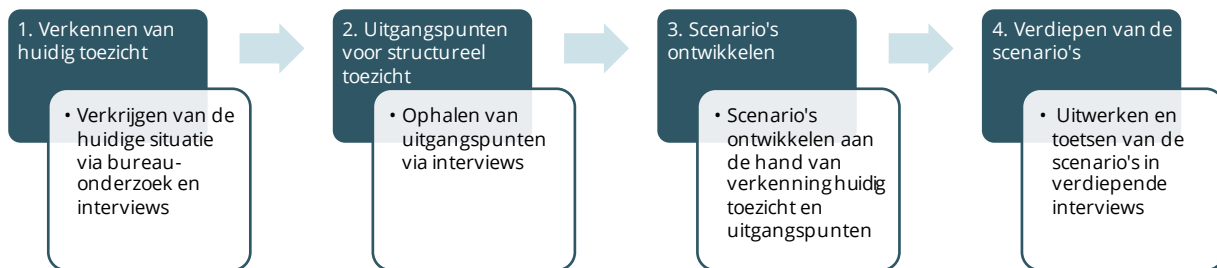 1. Verkennen van
huidig toezicht
• Verkrijgen van de
huidige situatie
via bureau-
onderzoek en
interviews
2. Uitgangspunten
voor structureel
toezicht
• Ophalen van
uitgangspunten
via interviews
3. Scenario's
ontwikkelen
• Scenario's
ontwikkelen aan
de hand van
verkenning huidig
toezicht en
uitgangspunten
4. Verdiepen van de
scenario's
• Uitwerken en
toetsen van de
scenario's in
verdiepende
interviews